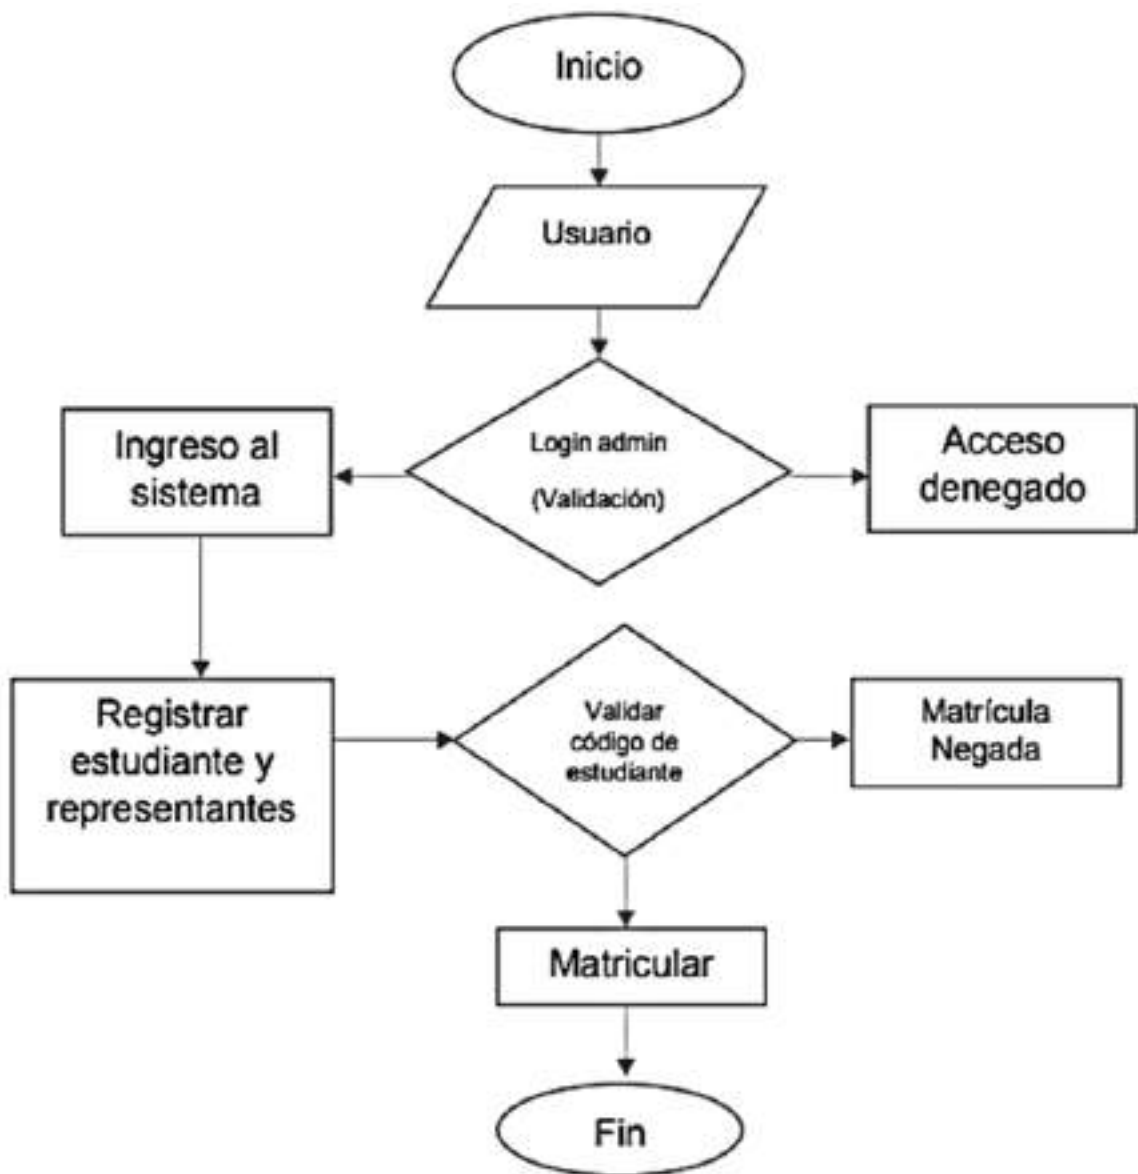 Inicio
Usuario
Login admin
(Validación)
Ingreso al
sistema
Acceso
denegado
Registrar
estudiante y
representantes
Validar
código de
estudiante
Matrícula
Negada
Matricular
Fin